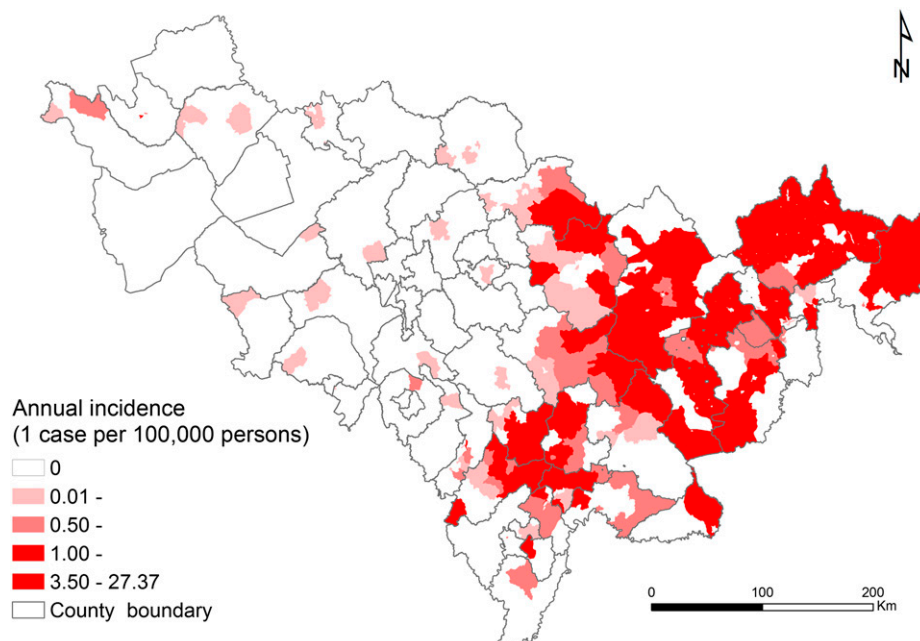 N
Annual incidence
(1 case per 100,000 persons)
0
0.01 -
0.50 -
1.00 -
3.50 - 27.37
County boundary
0 100 200
Km